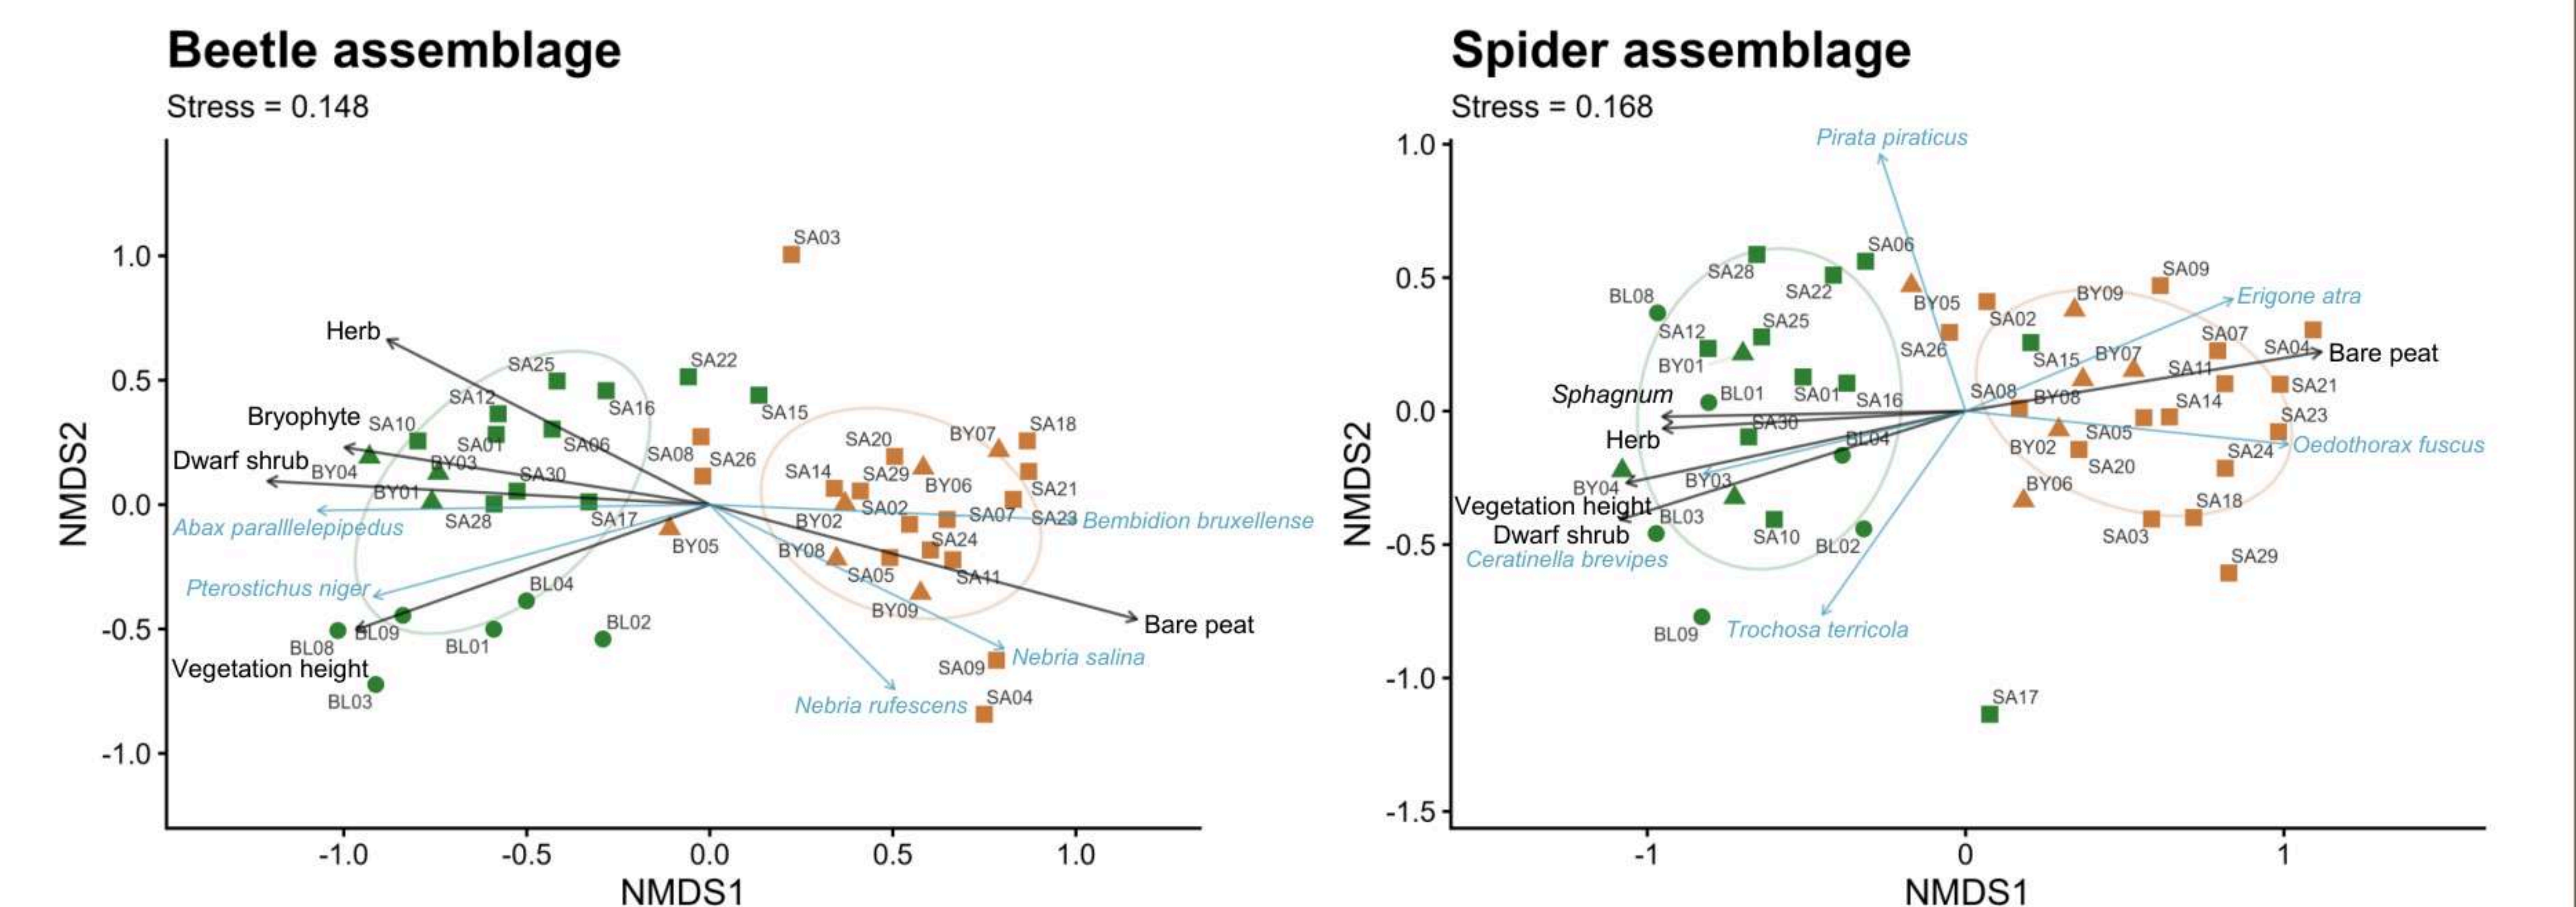 Beetle assemblage
Stress = 0.148
NMDS2
1.0
0.5
0.0
-0.5
-1.0
-1.0
-0.5
0.0
0.5
1.0
NMDS1
SA03
Herb
SA25
SA22
SA16
SA15
SA12
Bryophyte
SA10
SA01
SA06
SA08
SA26
SA20
BY07
SA18
Dwarf shrub
BY04
BY03
SA30
SA14
SA29
BY06
SA21
BY01
SA28
SA17
BY02
SA02
SA07
SA23
Abax paralllelepipedus
Bembidion bruxellense
BY05
BY08
SA24
SA05
SA11
Pterostichus niger
BL04
BY09
BL02
Bare peat
BL08
BL09
BL01
Vegetation height
SA09
Nebria salina
BL03
Nebria rufescens
SA04
Spider assemblage
Stress = 0.168
NMDS2
1.0
0.5
0.0
-0.5
-1.0
-1.5
-1
0
1
NMDS1
Pirata piraticus
SA06
SA28
SA22
SA09
BL08
BY05
BY09
Erigone atra
SA12
SA25
SA02
SA07
BY01
SA26
SA15
BY07
SA04
Bare peat
SA11
Sphagnum
BL01
SA01
SA16
SA08
BY08
SA14
SA21
SA30
SA23
Herb
BL04
BY02
SA05
Oedothorax fuscus
SA24
SA20
BY04
BY03
BY06
SA18
Vegetation height
BL03
Dwarf shrub
SA10
BL02
SA03
Ceratinella brevipes
SA29
BL09
Trochosa terricola
SA17